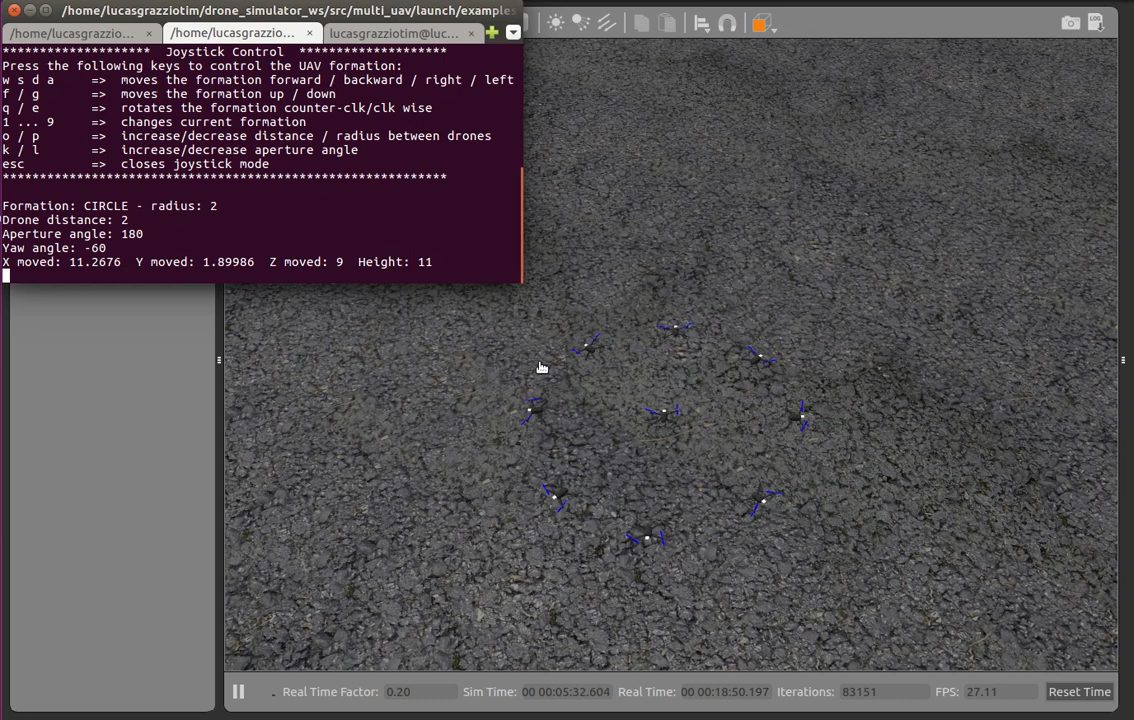 /home/lucasgrazziotim/drone_simulator_ws/src/multi_uav/launch/examples
/home/lucasgrazzio...
/home/lucasgrazzio...
lucasgrazziotim@luc...
LOG
******************** Joystick Control ********************
Press the following keys to control the UAV formation:
w s d a => moves the formation forward / backward / right / left
f / g => moves the formation up / down
q / e => rotates the formation counter-clk/clk wise
1 ... 9 => changes current formation
o / p => increase/decrease distance / radius between drones
k / l => increase/decrease aperture angle
esc => closes joystick mode
************************************************************
Formation: CIRCLE - radius: 2
Drone distance: 2
Aperture angle: 180
Yaw angle: -60
X moved: 11.2676 Y moved: 1.89986 Z moved: 9 Height: 11
Real Time Factor: 0.20 Sim Time: 00 00:05:32.604 Real Time: 00 00:18:50.197 Iterations: 83151 FPS: 27.11 Reset Time